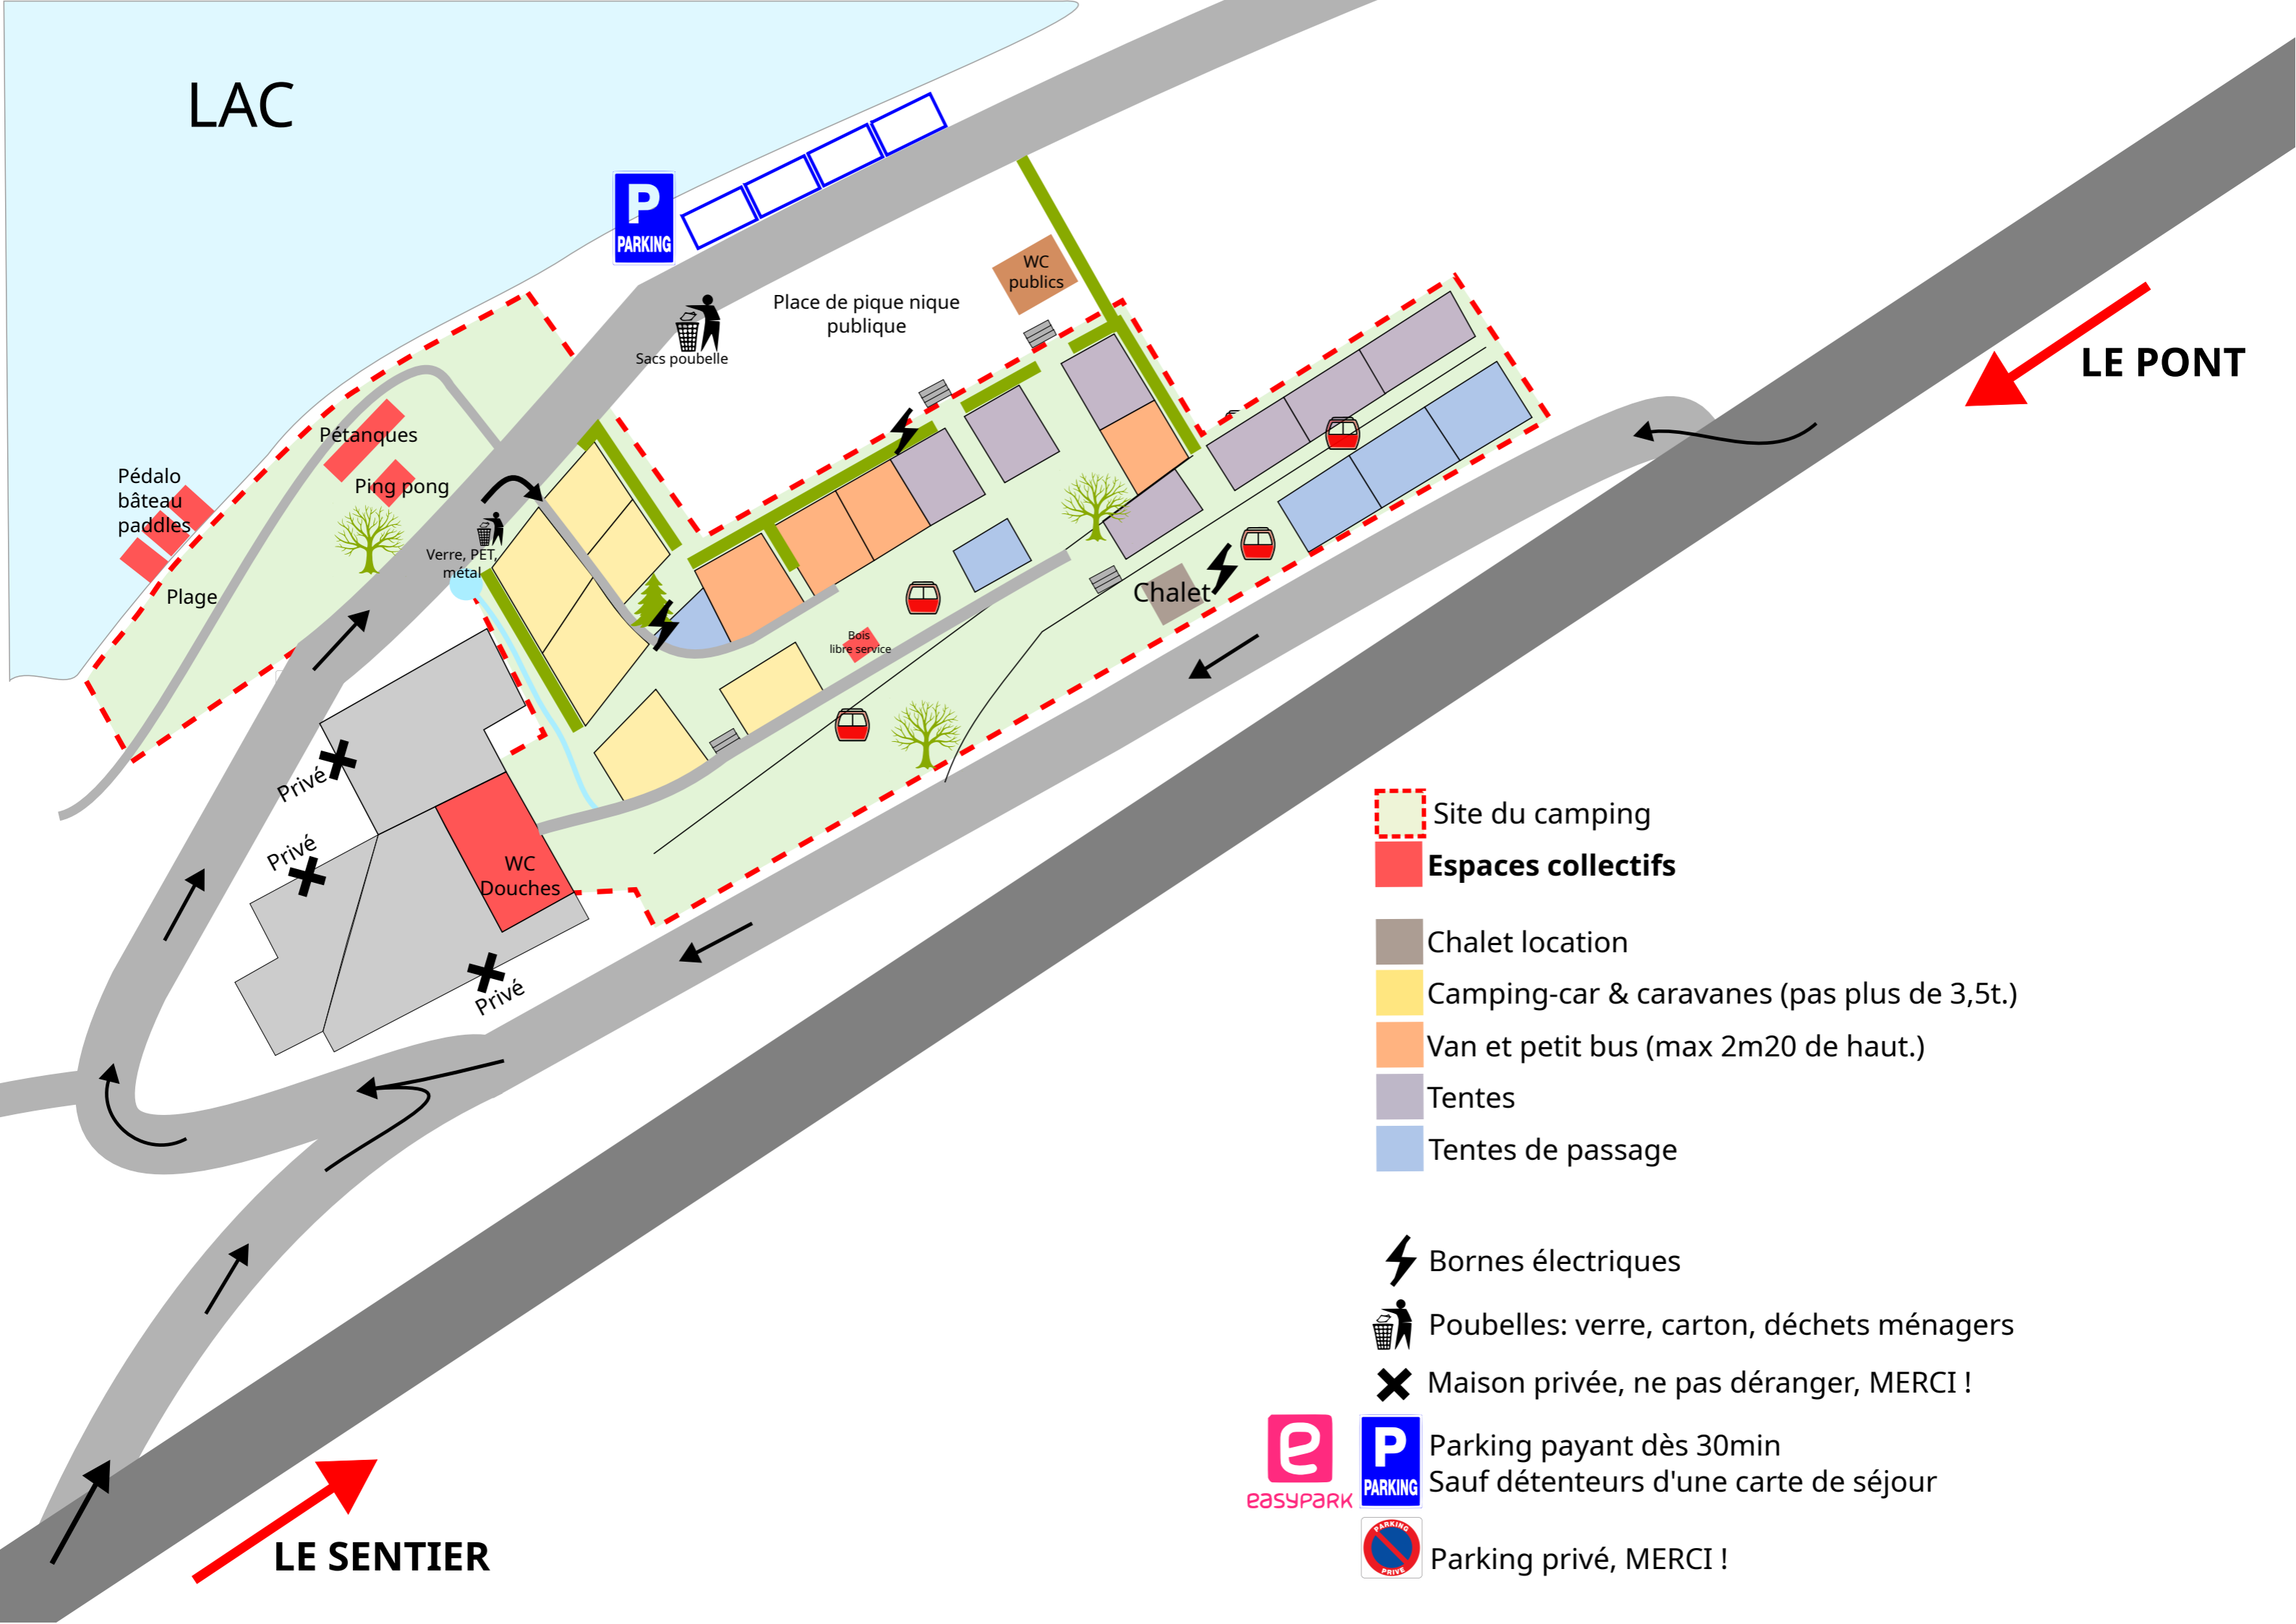 LAC
P
PARKING
WC
publics
Place de pique nique
publique
Sacs poubelle
LE PONT
Pétanques
Ping pong
Pédalo
bâteau
paddles
Verre, PET,
métal
Plage
Chalet
Bois
libre service
Privé
Privé
WC
Douches
Privé
Site du camping
Espaces collectifs
Chalet location
Camping-car & caravanes (pas plus de 3,5t.)
Van et petit bus (max 2m20 de haut.)
Tentes
Tentes de passage
Bornes électriques
Poubelles: verre, carton, déchets ménagers
Maison privée, ne pas déranger, MERCI !
e
easypark
P
PARKING
Parking payant dès 30min
Sauf détenteurs d'une carte de séjour
PARKING
PRIVE
Parking privé, MERCI !
LE SENTIER